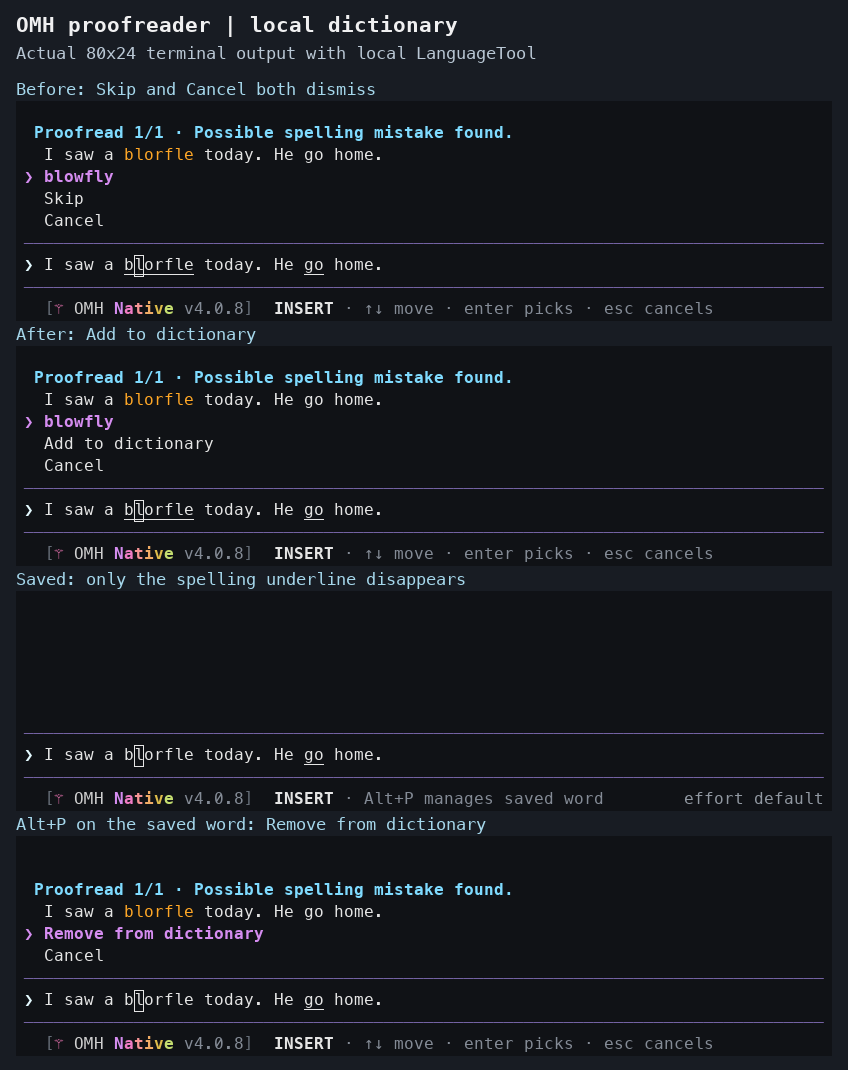 OMH proofreader | local dictionary
Actual 80x24 terminal output with local LanguageTool
Before: Skip and Cancel both dismiss
Proofread 1/1 · Possible spelling mistake found.
I saw a blorfle today. He go home.
❯ blowfly
Skip
Cancel
❯ I saw a blorfle today. He go home.
[⚚ OMH Native v4.0.8]  INSERT · ↑↓ move · enter picks · esc cancels
After: Add to dictionary
Proofread 1/1 · Possible spelling mistake found.
I saw a blorfle today. He go home.
❯ blowfly
Add to dictionary
Cancel
❯ I saw a blorfle today. He go home.
[⚚ OMH Native v4.0.8]  INSERT · ↑↓ move · enter picks · esc cancels
Saved: only the spelling underline disappears
❯ I saw a blorfle today. He go home.
[⚚ OMH Native v4.0.8]  INSERT · Alt+P manages saved word        effort default
Alt+P on the saved word: Remove from dictionary
Proofread 1/1 · Possible spelling mistake found.
I saw a blorfle today. He go home.
❯ Remove from dictionary
Cancel
❯ I saw a blorfle today. He go home.
[⚚ OMH Native v4.0.8]  INSERT · ↑↓ move · enter picks · esc cancels